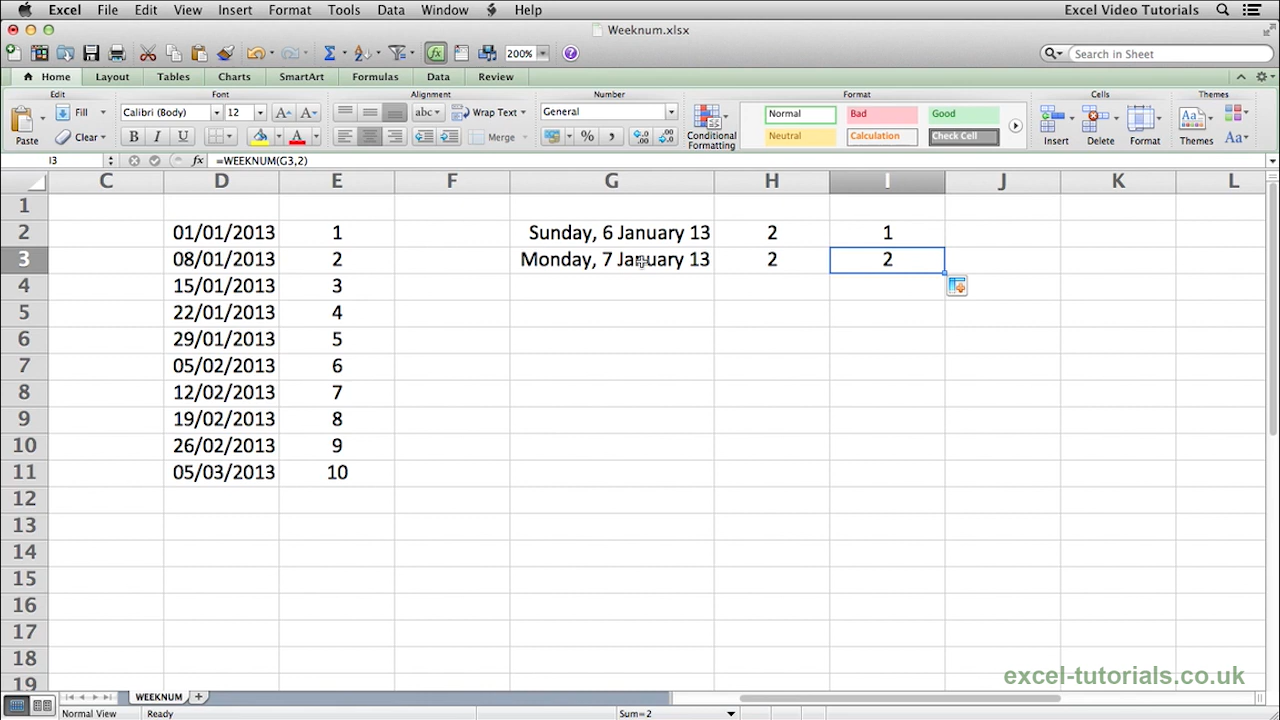 Excel File Edit View Insert Format Tools Data Window Help Excel Video Tutorials
Weeknum.xlsx
200% Search in Sheet
Home Layout Tables Charts SmartArt Formulas Data Review
Edit Font Alignment Number Format Cells Themes
Fill Calibri (Body) 12 A A abc Wrap Text General Normal Bad Good Aa
Paste Clear B I U A Merge % , Conditional Formatting Neutral Calculation Check Cell Insert Delete Format Themes Aa
I3 fx =WEEKNUM(G3,2)
C D E F G H I J K L
1
2 01/01/2013 1 Sunday, 6 January 13 2 1
3 08/01/2013 2 Monday, 7 January 13 2 2
4 15/01/2013 3
5 22/01/2013 4
6 29/01/2013 5
7 05/02/2013 6
8 12/02/2013 7
9 19/02/2013 8
10 26/02/2013 9
11 05/03/2013 10
12
13
14
15
16
17
18
19
excel-tutorials.co.uk
WEEKNUM
Normal View Ready Sum=2